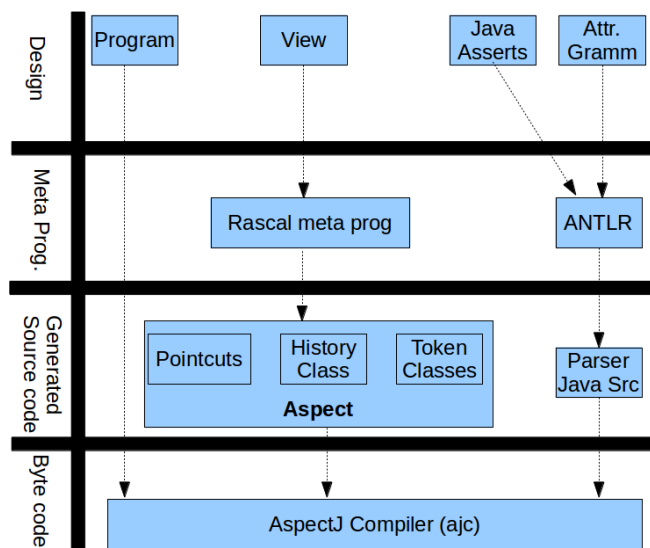 Design
Program
View
Java
Asserts
Attr.
Gramm
Meta Prog.
Rascal meta prog
ANTLR
Generated
Source code
Pointcuts
History
Class
Token
Classes
Aspect
Parser
Java Src
Byte code
AspectJ Compiler (ajc)